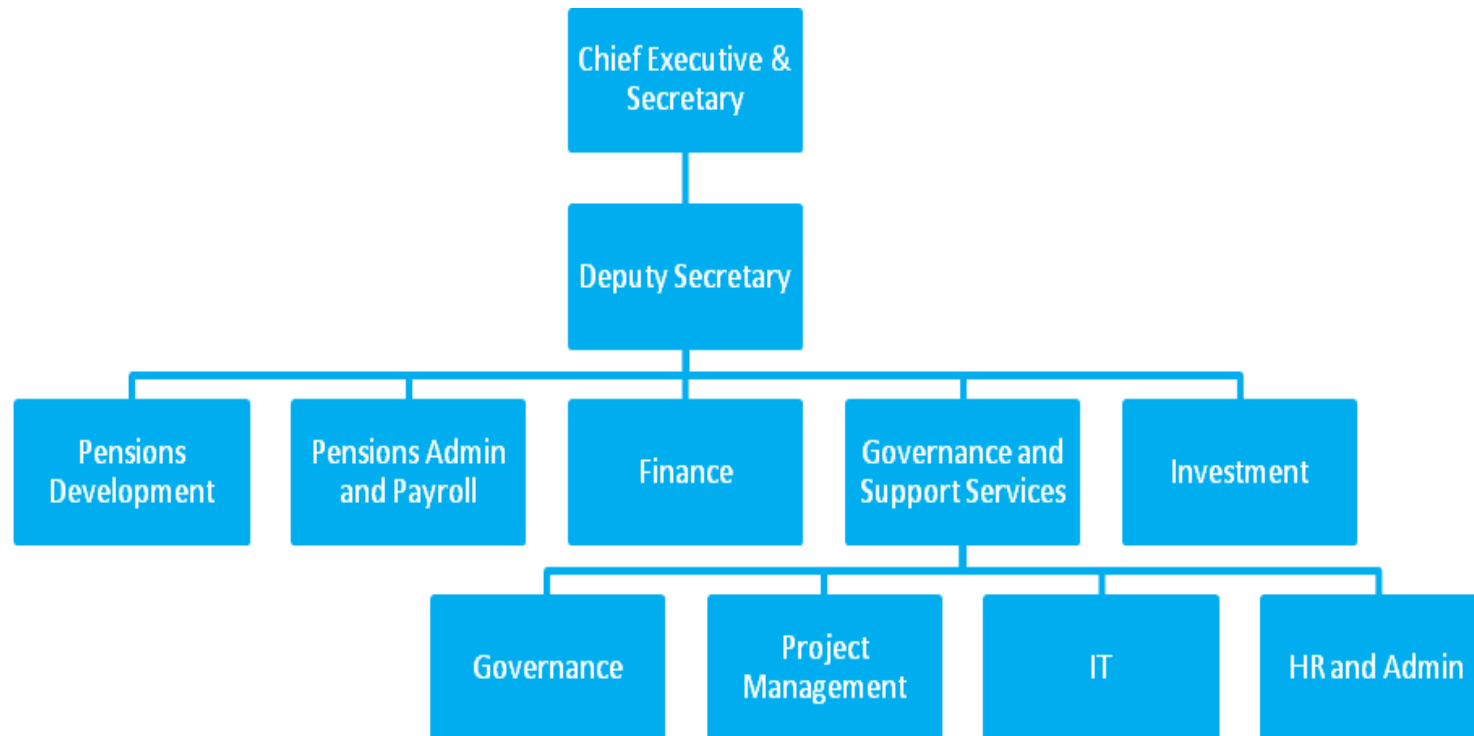 Chief Executive &
Secretary
Deputy Secretary
Pensions
Development
Pensions Admin
and Payroll
Finance
Governance and
Support Services
Investment
Governance
Project
Management
IT
HR and Admin